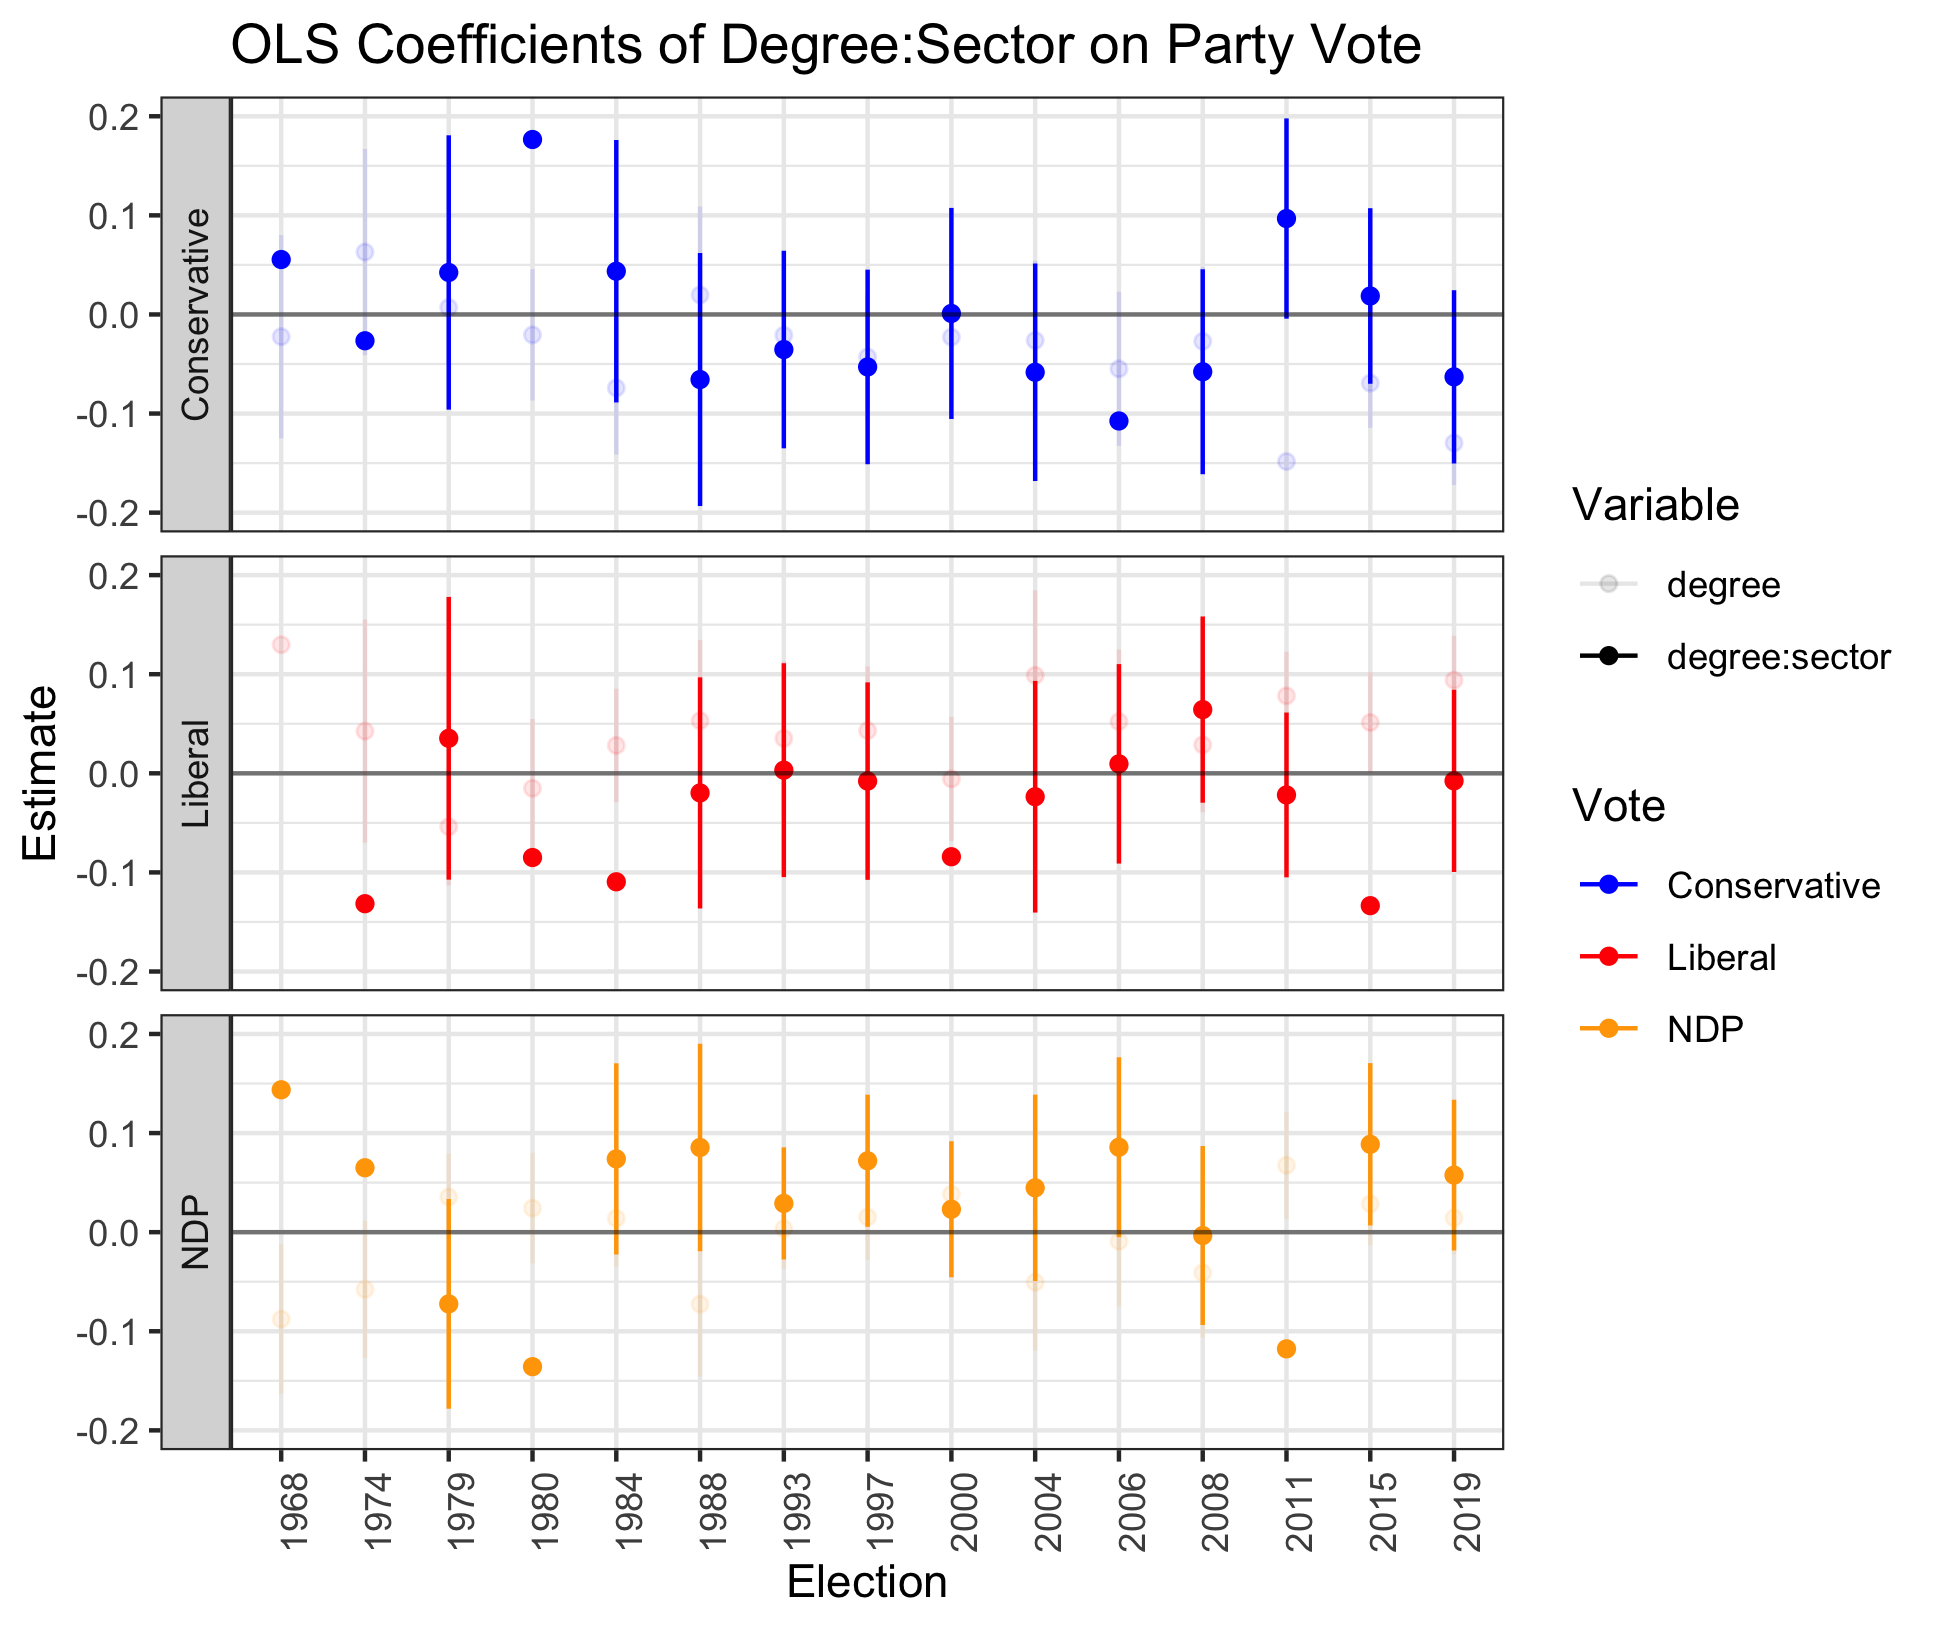 OLS Coefficients of Degree:Sector on Party Vote
Estimate
Conservative
0.2
0.1
0.0
-0.1
-0.2
Liberal
0.2
0.1
0.0
-0.1
-0.2
NDP
0.2
0.1
0.0
-0.1
-0.2
1968 1974 1979 1980 1984 1988 1993 1997 2000 2004 2006 2008 2011 2015 2019
Election
Variable
degree
degree:sector
Vote
Conservative
Liberal
NDP